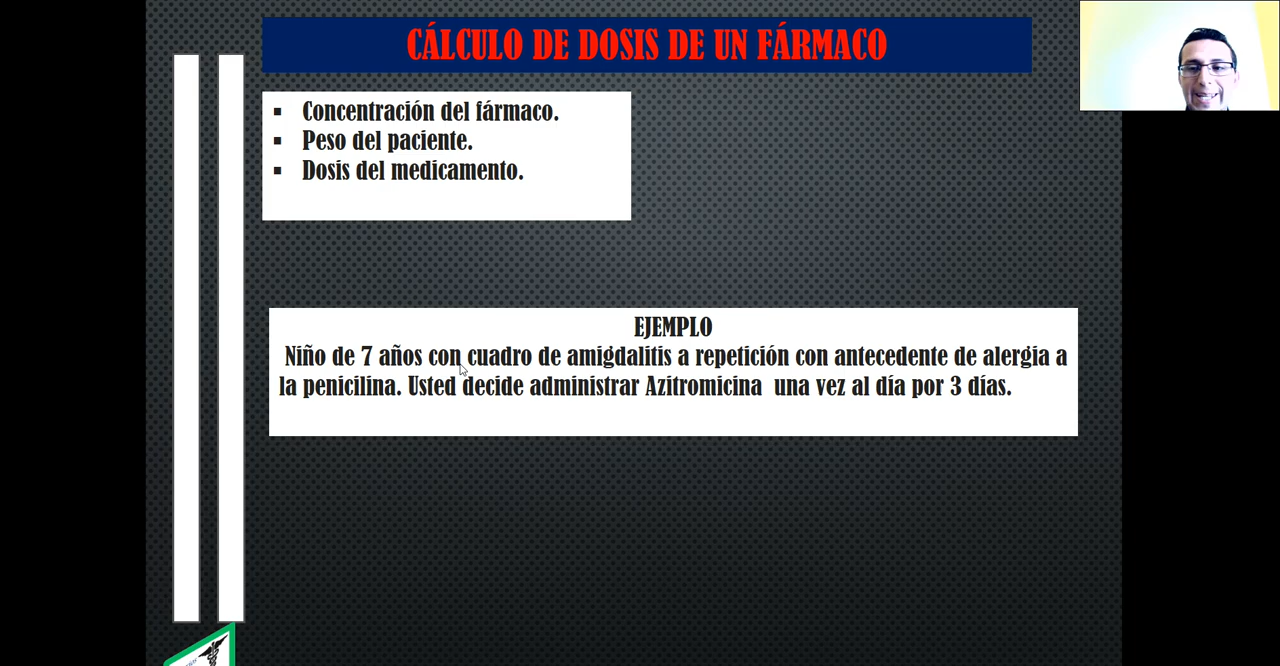 CÁLCULO DE DOSIS DE UN FÁRMACO
▪ Concentración del fármaco.
▪ Peso del paciente.
▪ Dosis del medicamento.
EJEMPLO
Niño de 7 años con cuadro de amigdalitis a repetición con antecedente de alergia a
la penicilina. Usted decide administrar Azitromicina una vez al día por 3 días.